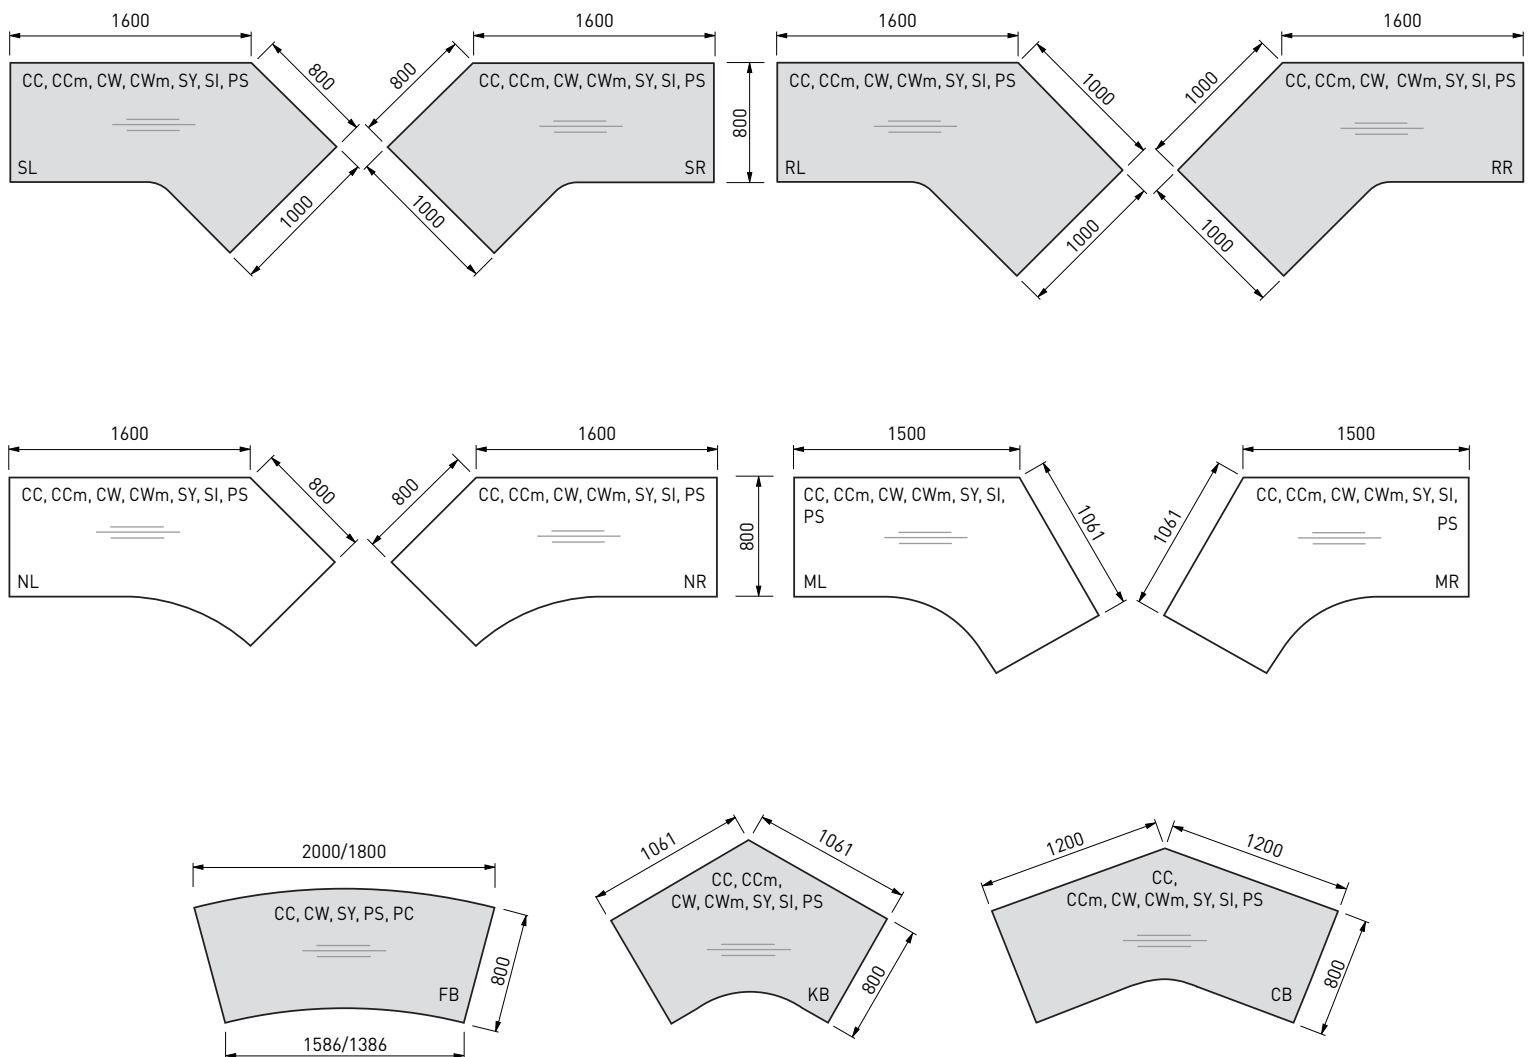 1600
1600
1600
1600
800
800
1000
1000
CC, CCm, CW, CWm, SY, SI, PS
CC, CCm, CW, CWm, SY, SI, PS
CC, CCm, CW, CWm, SY, SI, PS
CC, CCm, CW, CWm, SY, SI, PS
800
SL
SR
RL
RR
1000
1000
1000
1000
1600
1600
1500
1500
800
800
1061
1061
CC, CCm, CW, CWm, SY, SI, PS
CC, CCm, CW, CWm, SY, SI, PS
CC, CCm, CW, CWm, SY, SI,
PS
CC, CCm, CW, CWm, SY, SI,
PS
800
NL
NR
ML
MR
2000/1800
CC, CW, SY, PS, PC
800
FB
1586/1386
1061
1061
CC, CCm,
CW, CWm, SY, SI, PS
800
KB
1200
1200
CC,
CCm, CW, CWm, SY, SI, PS
800
CB